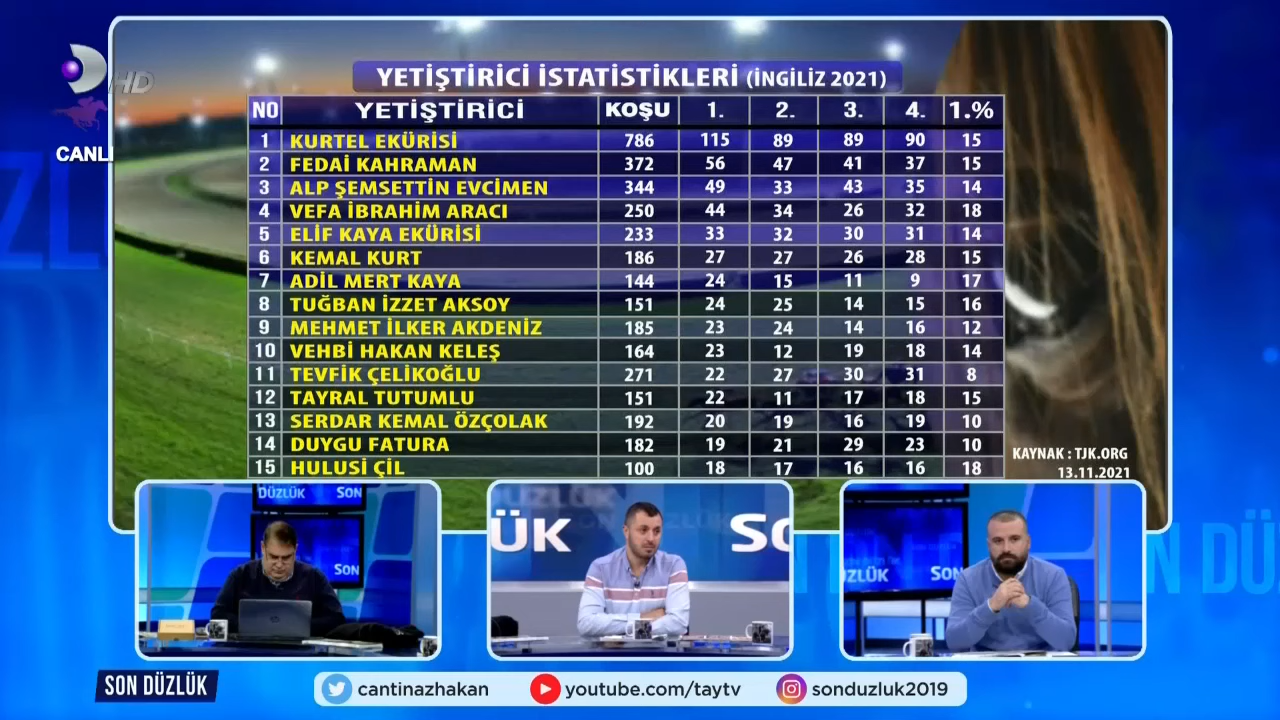 HD
CANLI
YETİŞTİRİCİ İSTATİSTİKLERİ (İNGİLİZ 2021)
NO YETİŞTİRİCİ KOŞU 1. 2. 3. 4. 1.%
1 KURTEL EKÜRİSİ 786 115 89 89 90 15
2 FEDAİ KAHRAMAN 372 56 47 41 37 15
3 ALP ŞEMSETTİN EVCİMEN 344 49 33 43 35 14
4 VEFA İBRAHİM ARACI 250 44 34 26 32 18
5 ELİF KAYA EKÜRİSİ 233 33 32 30 31 14
6 KEMAL KURT 186 27 27 26 28 15
7 ADİL MERT KAYA 144 24 15 11 9 17
8 TUĞBAN İZZET AKSOY 151 24 25 14 15 16
9 MEHMET İLKER AKDENİZ 185 23 24 14 16 12
10 VEHBİ HAKAN KELEŞ 164 23 12 19 18 14
11 TEVFİK ÇELİKOĞLU 271 22 27 30 31 8
12 TAYRAL TUTUMLU 151 22 11 17 18 15
13 SERDAR KEMAL ÖZÇOLAK 192 20 19 16 19 10
14 DUYGU FATURA 182 19 21 29 23 10
15 HULUSİ ÇİL 100 18 17 16 16 18
KAYNAK : TJK.ORG
13.11.2021
DÜZLÜK SON
SON
ÜK SO
DÜZLÜK SON
SON DÜZLÜK
cantinazhakan
youtube.com/taytv
sonduzluk2019